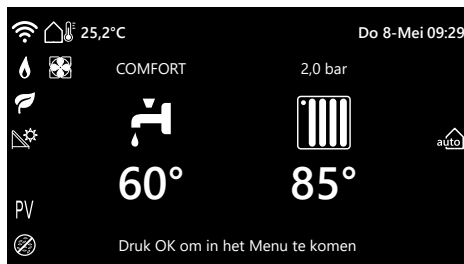 25,2°C
Do 8-Mei 09:29
COMFORT
2,0 bar
60°
85°
auto
PV
Druk OK om in het Menu te komen